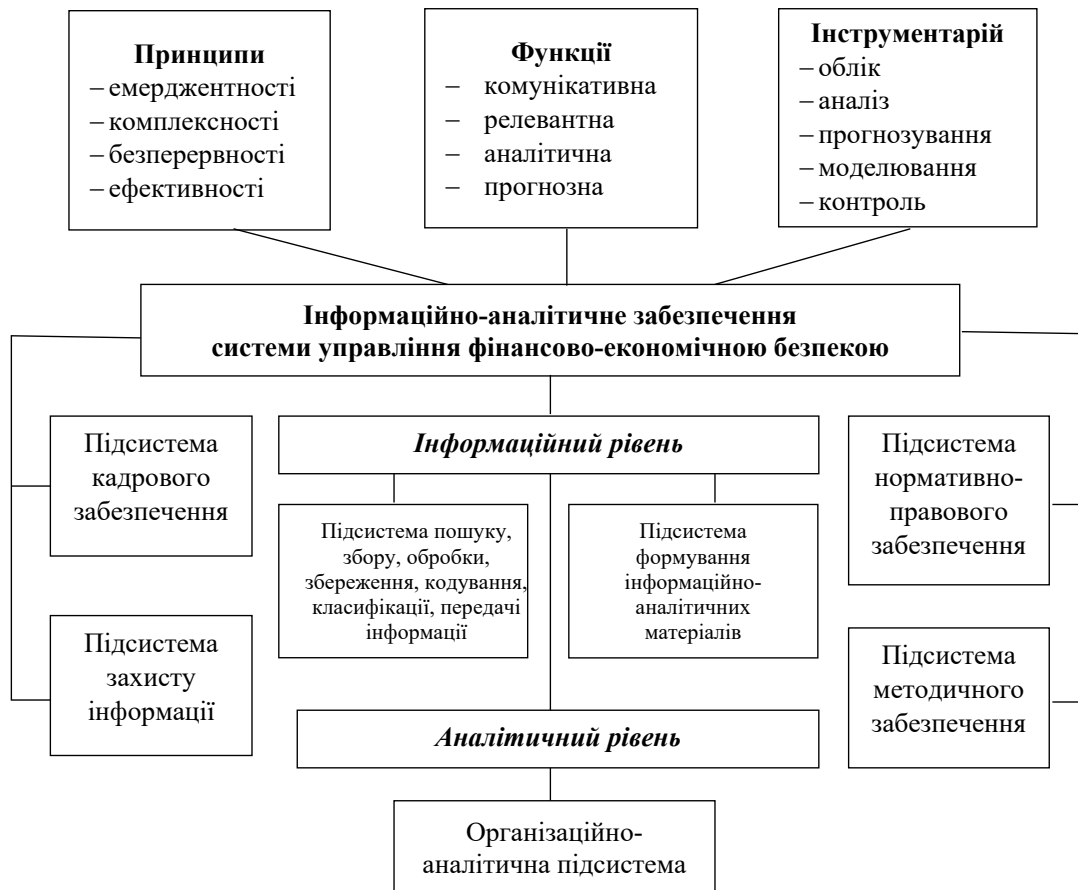 Принципи
– емерджентності
– комплексності
– безперервності
– ефективності
Функції
– комунікативна
– релевантна
– аналітична
– прогнозна
Інструментарій
– облік
– аналіз
– прогнозування
– моделювання
– контроль
Інформаційно-аналітичне забезпечення
системи управління фінансово-економічною безпекою
Підсистема
кадрового
забезпечення
Інформаційний рівень
Підсистема
нормативно-
правового
забезпечення
Підсистема пошуку,
збору, обробки,
збереження, кодування,
класифікації, передачі
інформації
Підсистема
формування
інформаційно-
аналітичних
матеріалів
Підсистема
захисту
інформації
Підсистема
методичного
забезпечення
Аналітичний рівень
Організаційно-
аналітична підсистема